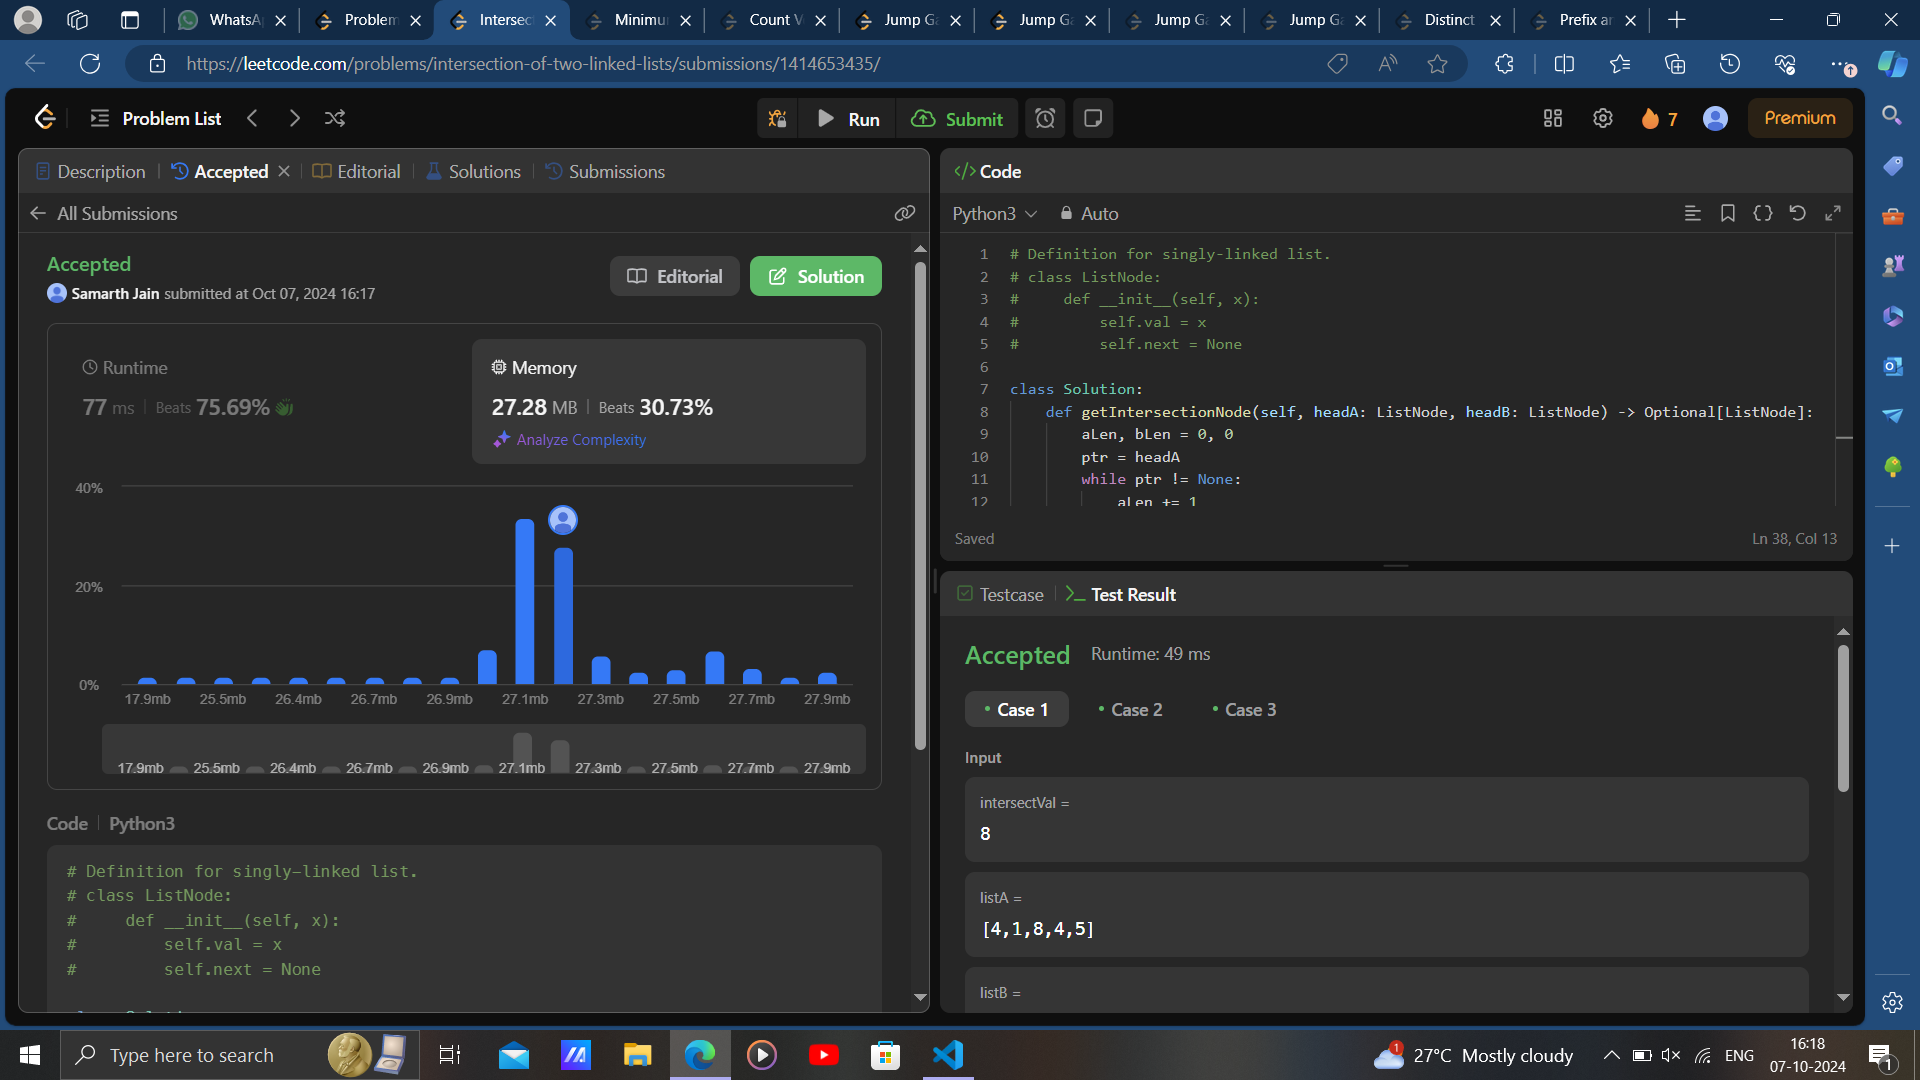 WhatsA
Problem
Intersect
Minimu
Count V
Jump Ga
Jump Ga
Jump Ga
Jump Ga
Distinct
Prefix an
https://leetcode.com/problems/intersection-of-two-linked-lists/submissions/1414653435/
Problem List
Run
Submit
7
Premium
Description
Accepted
Editorial
Solutions
Submissions
All Submissions
Accepted
Samarth Jain submitted at Oct 07, 2024 16:17
Editorial
Solution
Runtime
77 ms
Beats 75.69%
Memory
27.28 MB
Beats 30.73%
Analyze Complexity
40%
20%
0%
17.9mb 25.5mb 26.4mb 26.7mb 26.9mb 27.1mb 27.3mb 27.5mb 27.7mb 27.9mb
17.9mb 25.5mb 26.4mb 26.7mb 26.9mb 27.1mb 27.3mb 27.5mb 27.7mb 27.9mb
Code
Python3
# Definition for singly-linked list.
# class ListNode:
#     def __init__(self, x):
#         self.val = x
#         self.next = None
Code
Python3
Auto
1 # Definition for singly-linked list.
2 # class ListNode:
3 #     def __init__(self, x):
4 #         self.val = x
5 #         self.next = None
6
7 class Solution:
8     def getIntersectionNode(self, headA: ListNode, headB: ListNode) -> Optional[ListNode]:
9         aLen, bLen = 0, 0
10         ptr = headA
11         while ptr != None:
12             aLen += 1
Saved
Ln 38, Col 13
Testcase
Test Result
Accepted
Runtime: 49 ms
Case 1
Case 2
Case 3
Input
intersectVal =
8
listA =
[4,1,8,4,5]
listB =
Type here to search
1
27°C Mostly cloudy
ENG
16:18
07-10-2024
1